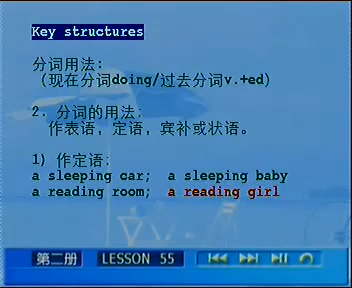 Key structures
分词用法:
(现在分词doing/过去分词v.+ed)
2. 分词的用法:
作表语, 定语, 宾补或状语。
1) 作定语:
a sleeping car; a sleeping baby
a reading room; a reading girl
第二册 LESSON 55